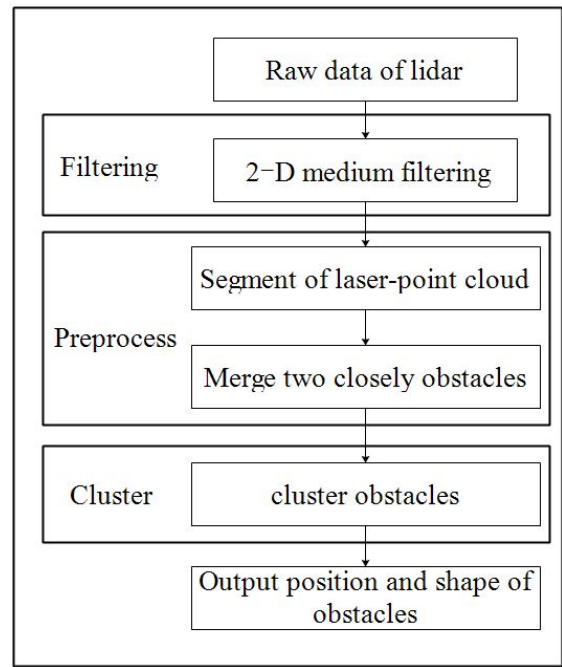 Raw data of lidar
Filtering
2-D medium filtering
Segment of laser-point cloud
Preprocess
Merge two closely obstacles
Cluster
cluster obstacles
Output position and shape of
obstacles